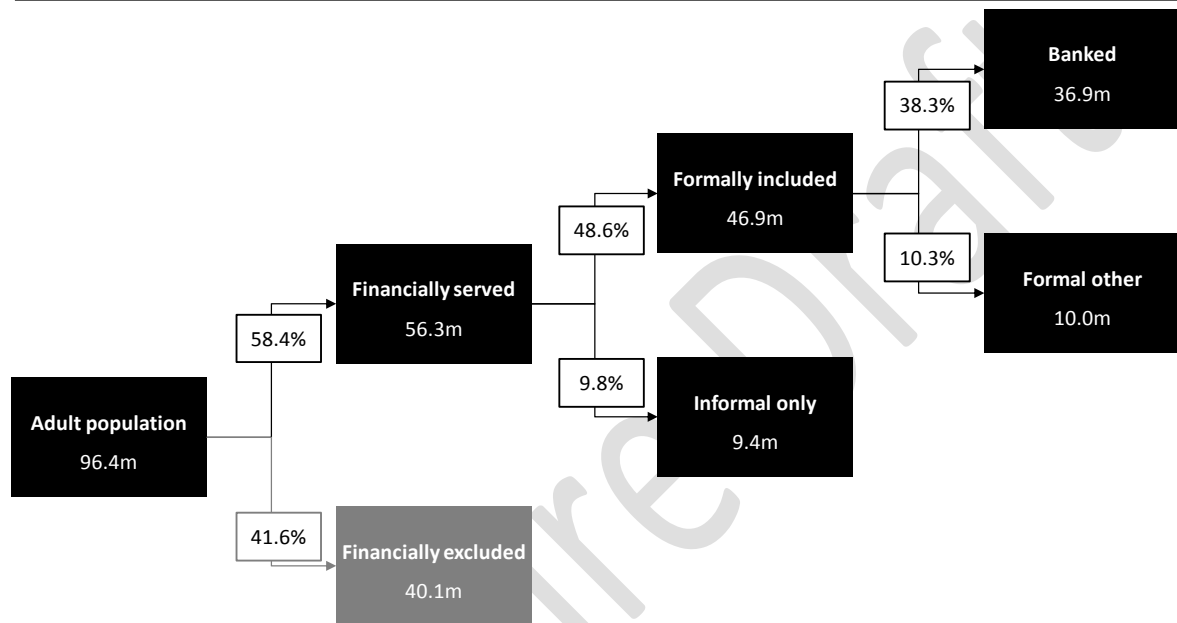 Banked
36.9m
38.3%
Formally included
46.9m
48.6%
10.3%
Formal other
10.0m
Financially served
56.3m
58.4%
9.8%
Informal only
9.4m
Adult population
96.4m
41.6%
Financially excluded
40.1m